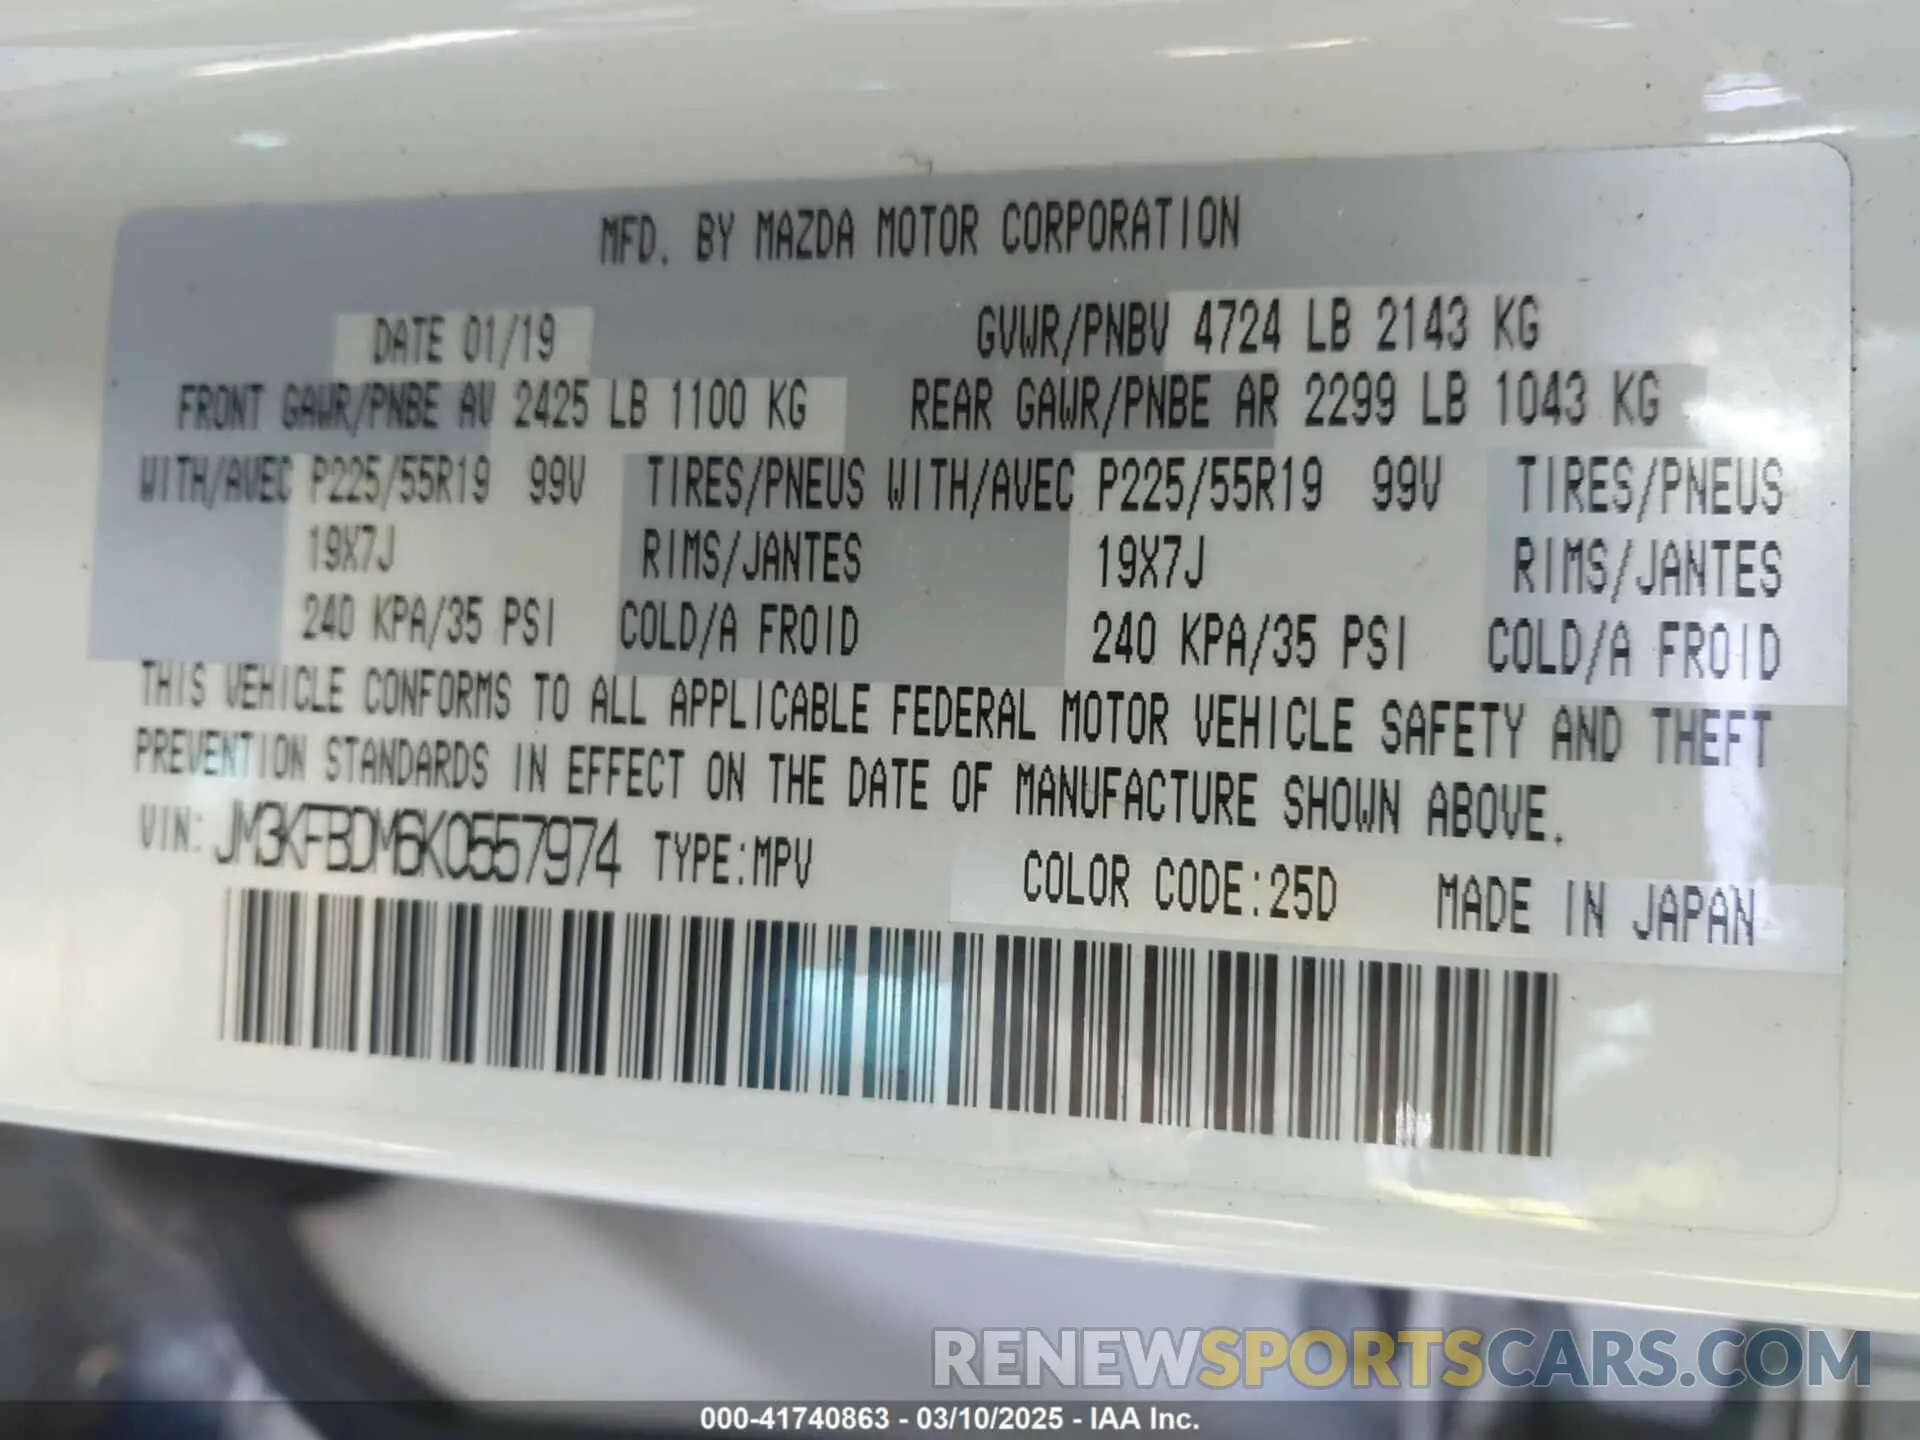 MFD. BY MAZDA MOTOR CORPORATION
DATE 01/19 GVWR/PNBV 4724 LB 2143 KG
FRONT GAWR/PNBE AV 2425 LB 1100 KG REAR GAWR/PNBE AR 2299 LB 1043 KG
WITH/AVEC P225/55R19 99V TIRES/PNEUS WITH/AVEC P225/55R19 99V TIRES/PNEUS
19X7J RIMS/JANTES 19X7J RIMS/JANTES
240 KPA/35 PSI COLD/A FROID 240 KPA/35 PSI COLD/A FROID
THIS VEHICLE CONFORMS TO ALL APPLICABLE FEDERAL MOTOR VEHICLE SAFETY AND THEFT
PREVENTION STANDARDS IN EFFECT ON THE DATE OF MANUFACTURE SHOWN ABOVE.
VIN: JM3KFBDM6K0557974 TYPE:MPV COLOR CODE:25D MADE IN JAPAN
RENEWSPORTSCARS.COM
000-41740863 - 03/10/2025 - IAA Inc.